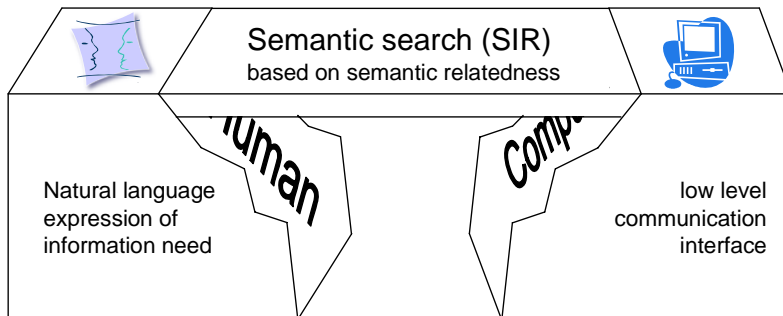 Semantic search (SIR)
based on semantic relatedness
Natural language
expression of
information need
low level
communication
interface